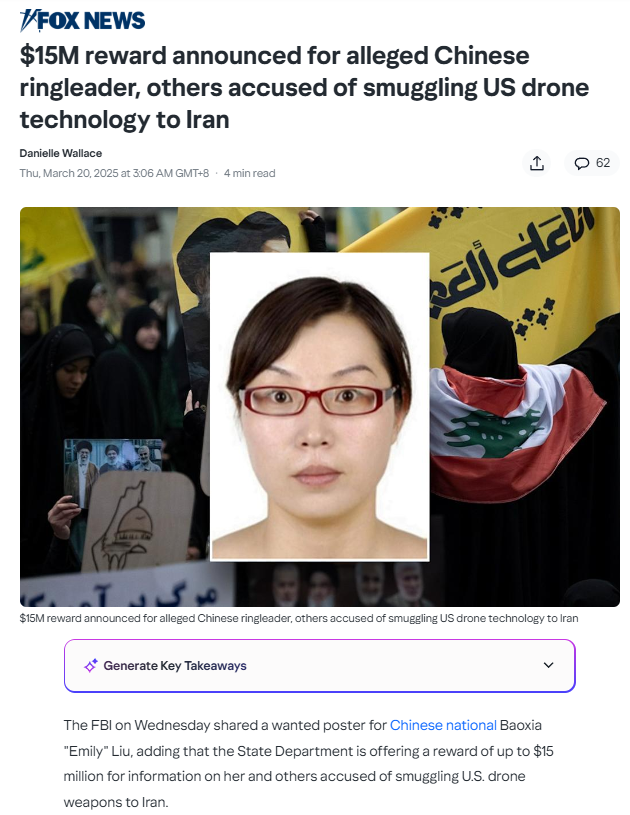 FOX NEWS
$15M reward announced for alleged Chinese
ringleader, others accused of smuggling US drone
technology to Iran
Danielle Wallace
Thu, March 20, 2025 at 3:06 AM GMT+8 · 4 min read
62
$15M reward announced for alleged Chinese ringleader, others accused of smuggling US drone technology to Iran
Generate Key Takeaways
The FBI on Wednesday shared a wanted poster for Chinese national Baoxia
"Emily" Liu, adding that the State Department is offering a reward of up to $15
million for information on her and others accused of smuggling U.S. drone
weapons to Iran.